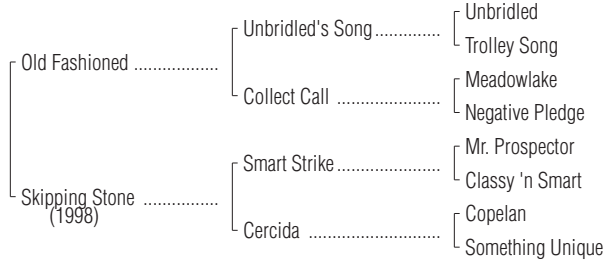 Unbridled
Unbridled's Song..............
Trolley Song
Old Fashioned ..................
Meadowlake
Collect Call ......................
Negative Pledge
Mr. Prospector
Smart Strike......................
Classy 'n Smart
Skipping Stone ................
(1998)
Copelan
Cercida ............................
Something Unique